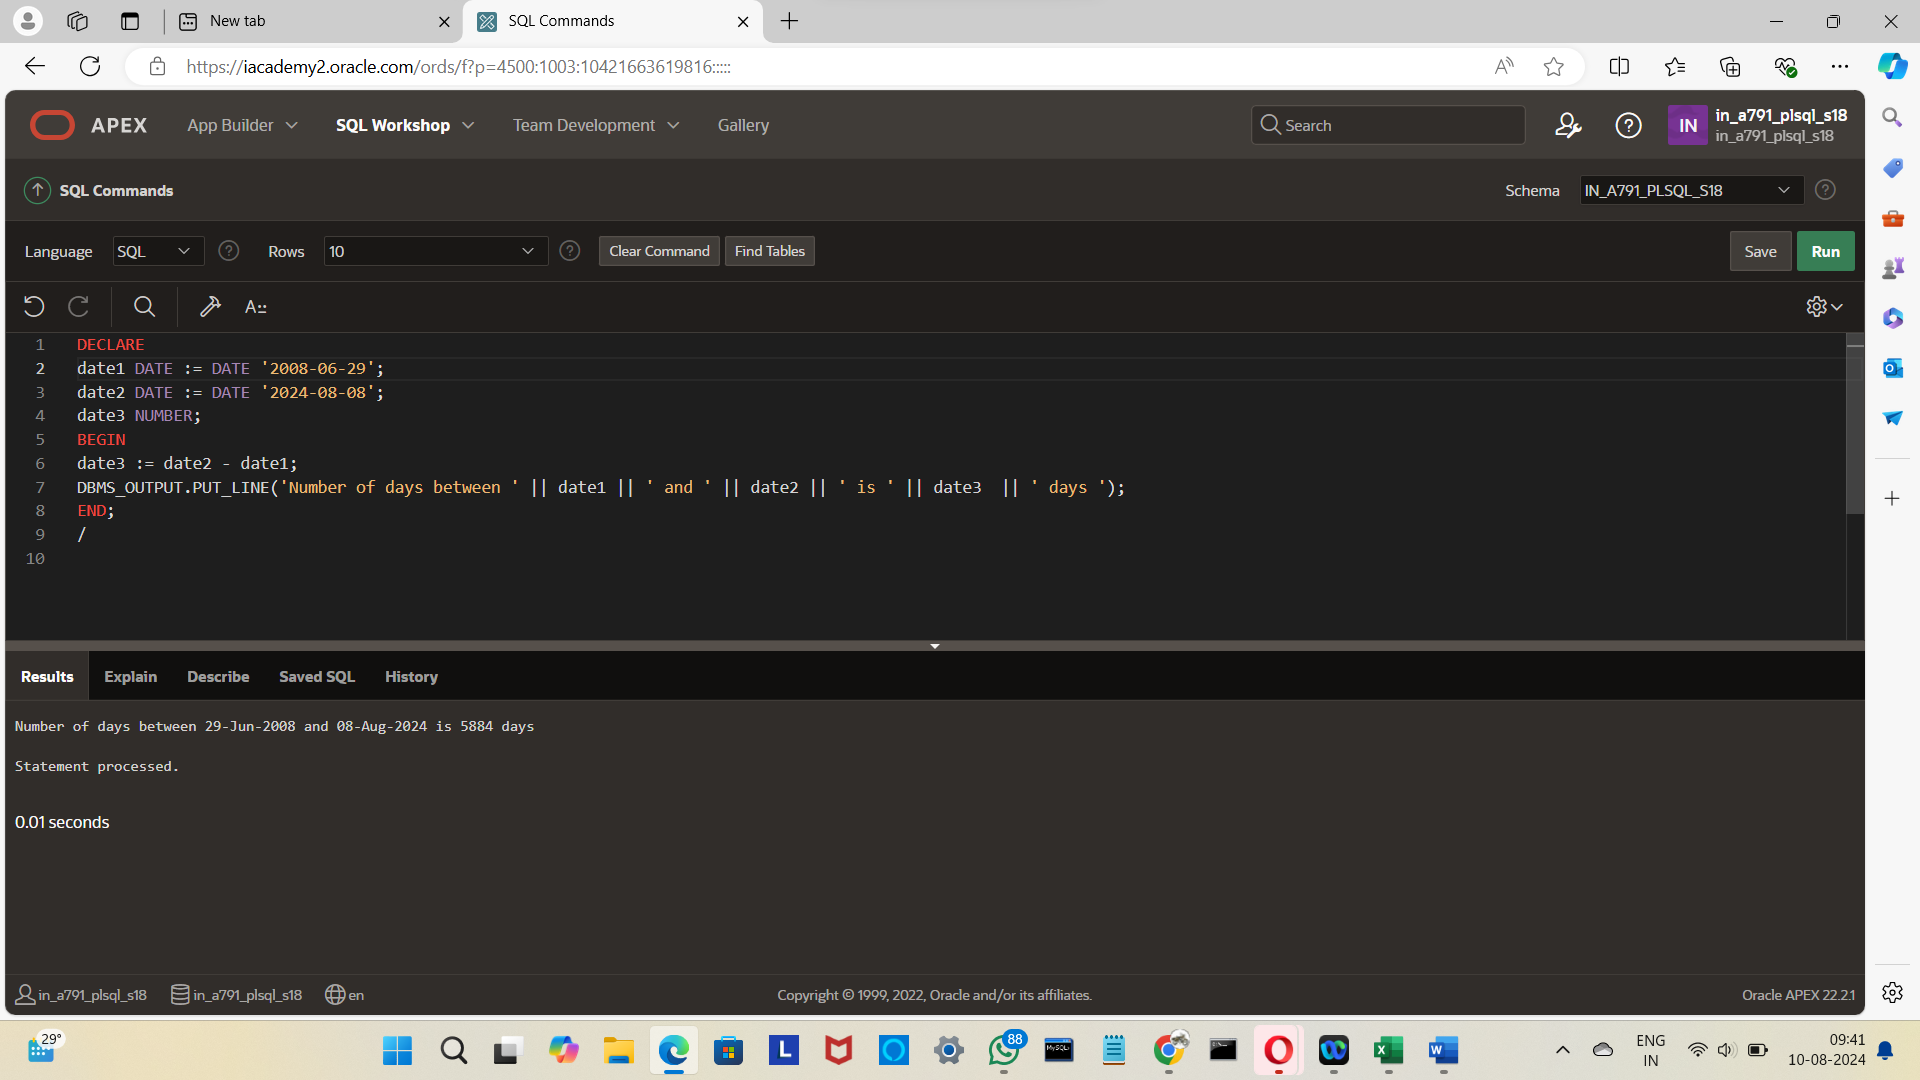 New tab
SQL Commands
https://iacademy2.oracle.com/ords/f?p=4500:1003:10421663619816:::::
APEX App Builder SQL Workshop Team Development Gallery Search IN in_a791_plsql_s18
in_a791_plsql_s18
SQL Commands Schema IN_A791_PLSQL_S18
Language SQL Rows 10 Clear Command Find Tables Save Run
A::
1 DECLARE
2 date1 DATE := DATE '2008-06-29';
3 date2 DATE := DATE '2024-08-08';
4 date3 NUMBER;
5 BEGIN
6 date3 := date2 - date1;
7 DBMS_OUTPUT.PUT_LINE('Number of days between ' || date1 || ' and ' || date2 || ' is ' || date3  || ' days ');
8 END;
9 /
10
Results Explain Describe Saved SQL History
Number of days between 29-Jun-2008 and 08-Aug-2024 is 5884 days
Statement processed.
0.01 seconds
in_a791_plsql_s18 in_a791_plsql_s18 en Copyright © 1999, 2022, Oracle and/or its affiliates. Oracle APEX 22.2.1
29°
L
88
MySQL
ENG
IN
09:41
10-08-2024